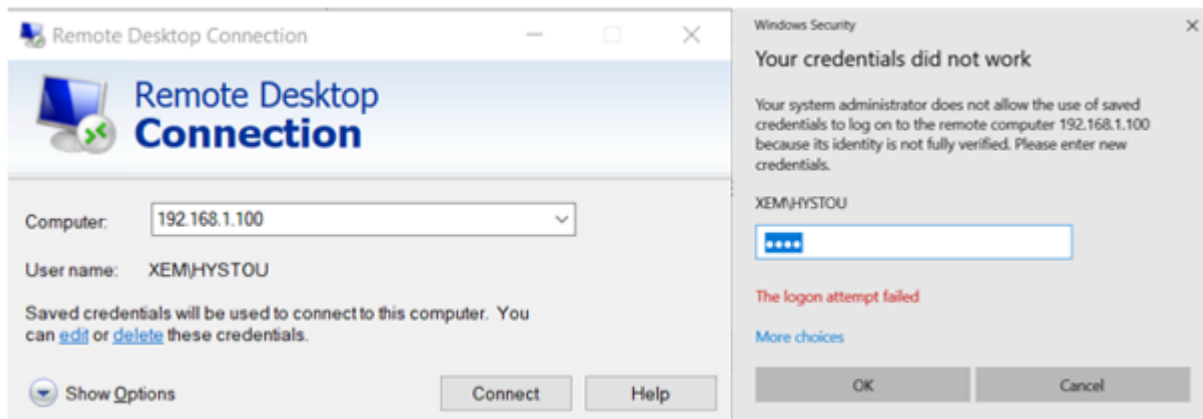 Remote Desktop Connection
Remote Desktop
Connection
Computer:
192.168.1.100
User name:
XEM\HYSTOU
Saved credentials will be used to connect to this computer. You
can edit or delete these credentials.
Show Options
Connect
Help
Windows Security
Your credentials did not work
Your system administrator does not allow the use of saved
credentials to log on to the remote computer 192.168.1.100
because its identity is not fully verified. Please enter new
credentials.
XEM\HYSTOU
••••
The logon attempt failed
More choices
OK
Cancel